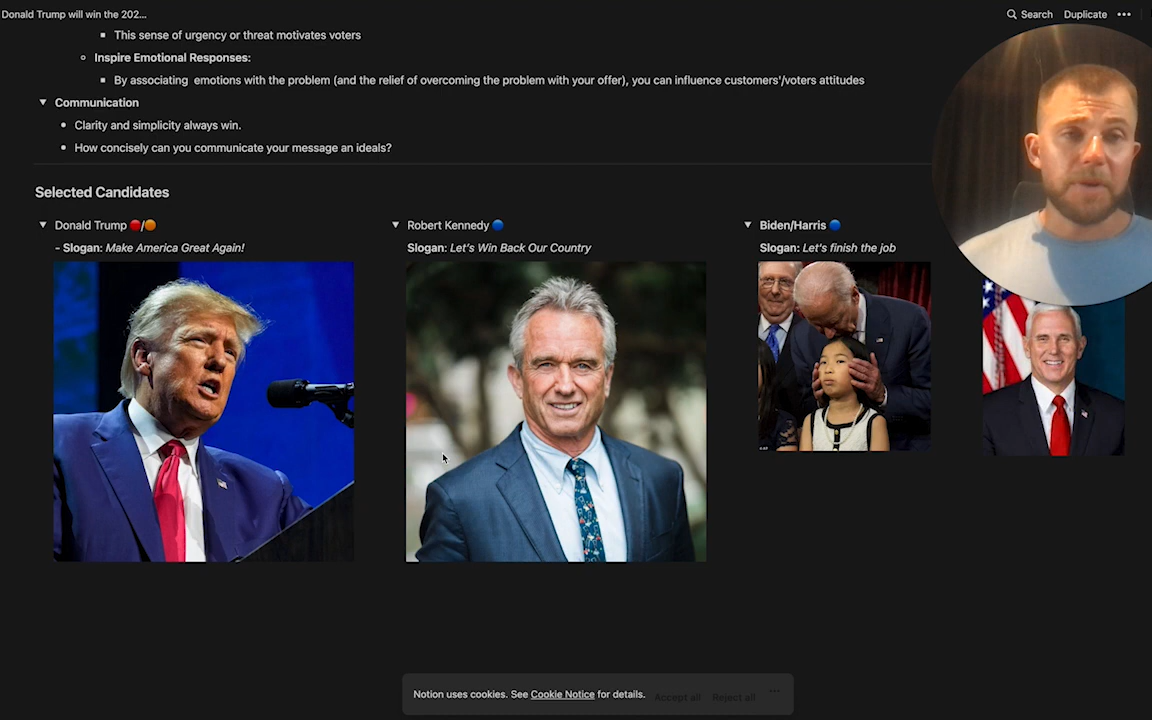 Donald Trump will win the 202...
Search Duplicate
This sense of urgency or threat motivates voters
Inspire Emotional Responses:
By associating emotions with the problem (and the relief of overcoming the problem with your offer), you can influence customers'/voters attitudes
Communication
Clarity and simplicity always win.
How concisely can you communicate your message an ideals?
Selected Candidates
Donald Trump 🔴/🟠
- Slogan: Make America Great Again!
Robert Kennedy 🔵
Slogan: Let's Win Back Our Country
Biden/Harris 🔵
Slogan: Let's finish the job
Notion uses cookies. See Cookie Notice for details. Accept all Reject all